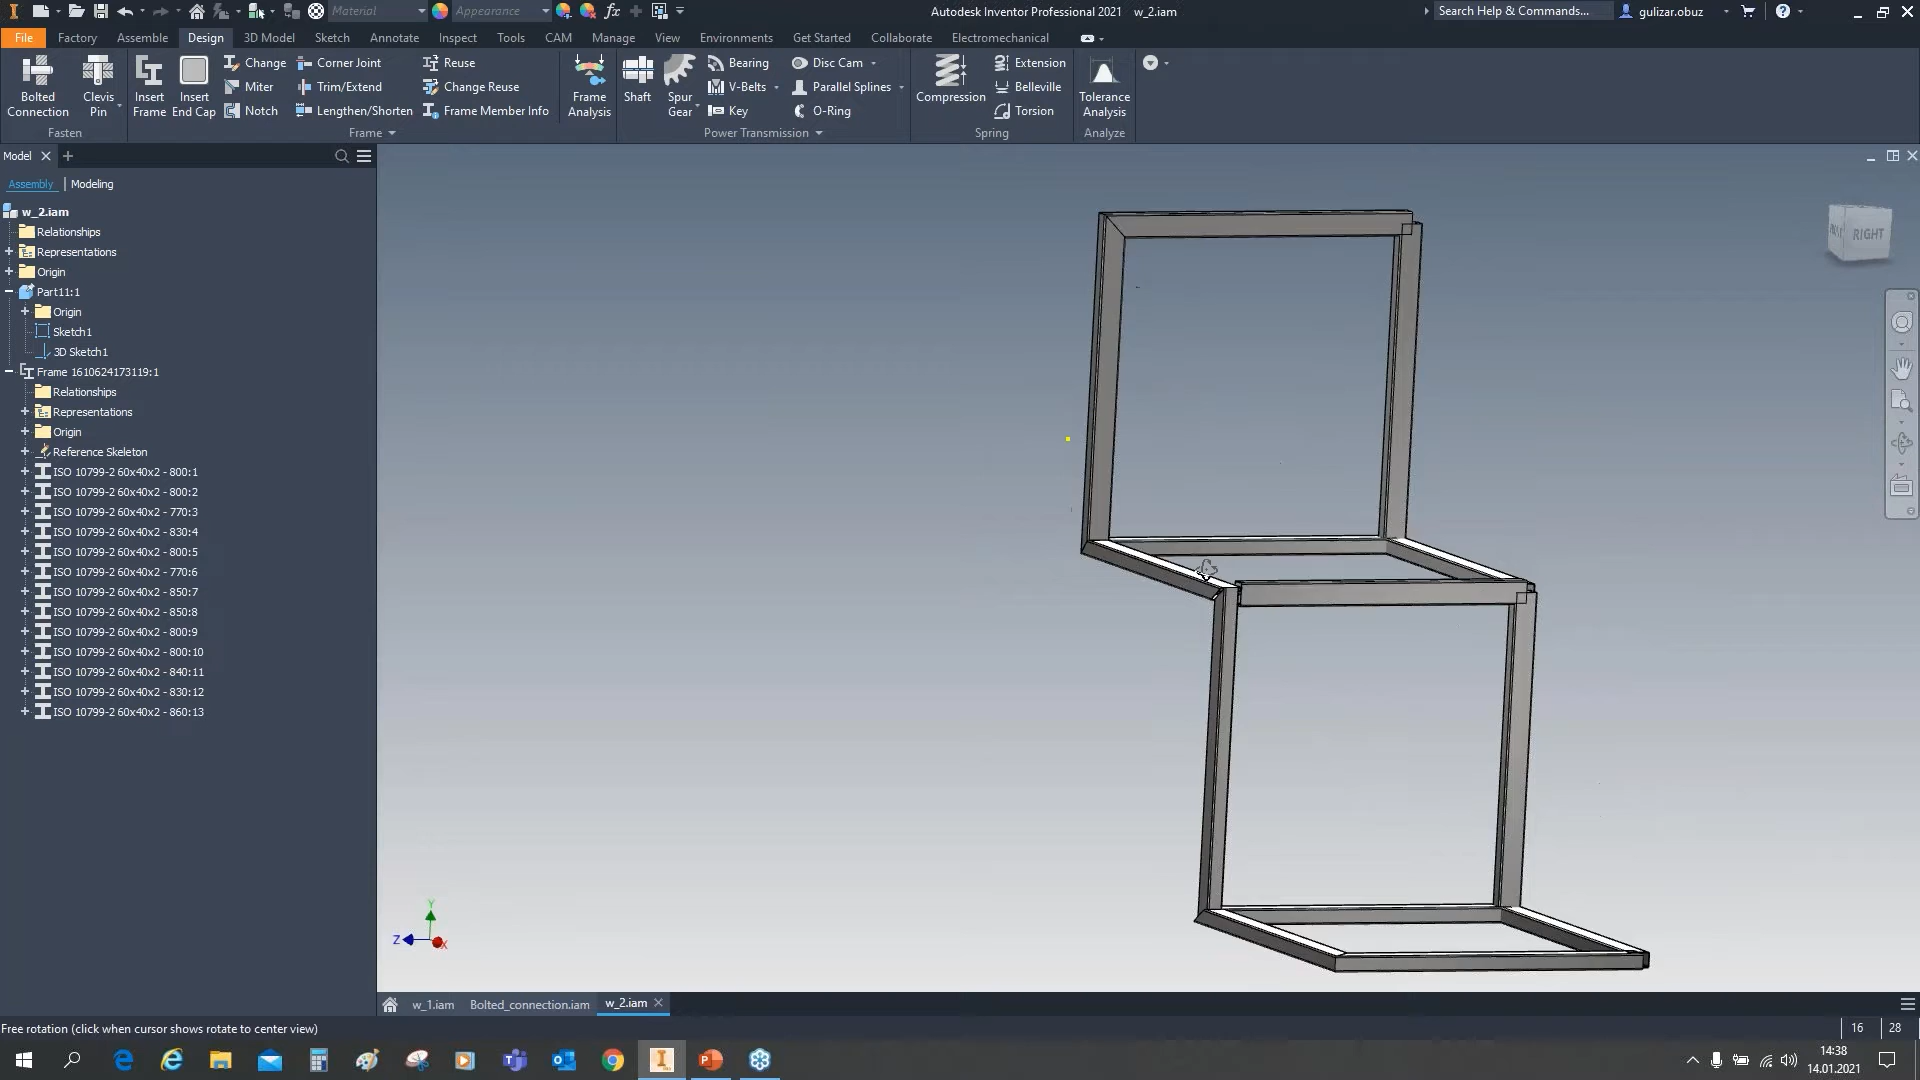 Material
Appearance
fx
Autodesk Inventor Professional 2021 w_2.iam
Search Help & Commands...
gulizar.obuz
File Factory Assemble Design 3D Model Sketch Annotate Inspect Tools CAM Manage View Environments Get Started Collaborate Electromechanical
Bolted Connection
Clevis Pin
Fasten
Insert Frame
Insert End Cap
Change
Miter
Notch
Corner Joint
Trim/Extend
Lengthen/Shorten
Reuse
Change Reuse
Frame Member Info
Frame
Frame Analysis
Shaft
Spur Gear
Bearing
V-Belts
Key
Disc Cam
Parallel Splines
O-Ring
Power Transmission
Compression
Extension
Belleville
Torsion
Spring
Tolerance Analysis
Analyze
Model
Assembly | Modeling
w_2.iam
Relationships
Representations
Origin
Part11:1
Origin
Sketch1
3D Sketch1
Frame 1610624173119:1
Relationships
Representations
Origin
Reference Skeleton
ISO 10799-2 60x40x2 - 800:1
ISO 10799-2 60x40x2 - 800:2
ISO 10799-2 60x40x2 - 770:3
ISO 10799-2 60x40x2 - 830:4
ISO 10799-2 60x40x2 - 800:5
ISO 10799-2 60x40x2 - 770:6
ISO 10799-2 60x40x2 - 850:7
ISO 10799-2 60x40x2 - 850:8
ISO 10799-2 60x40x2 - 800:9
ISO 10799-2 60x40x2 - 800:10
ISO 10799-2 60x40x2 - 840:11
ISO 10799-2 60x40x2 - 830:12
ISO 10799-2 60x40x2 - 860:13
RIGHT
Y
Z
X
w_1.iam Bolted_connection.iam w_2.iam
Free rotation (click when cursor shows rotate to center view)
16 28
14:38
14.01.2021